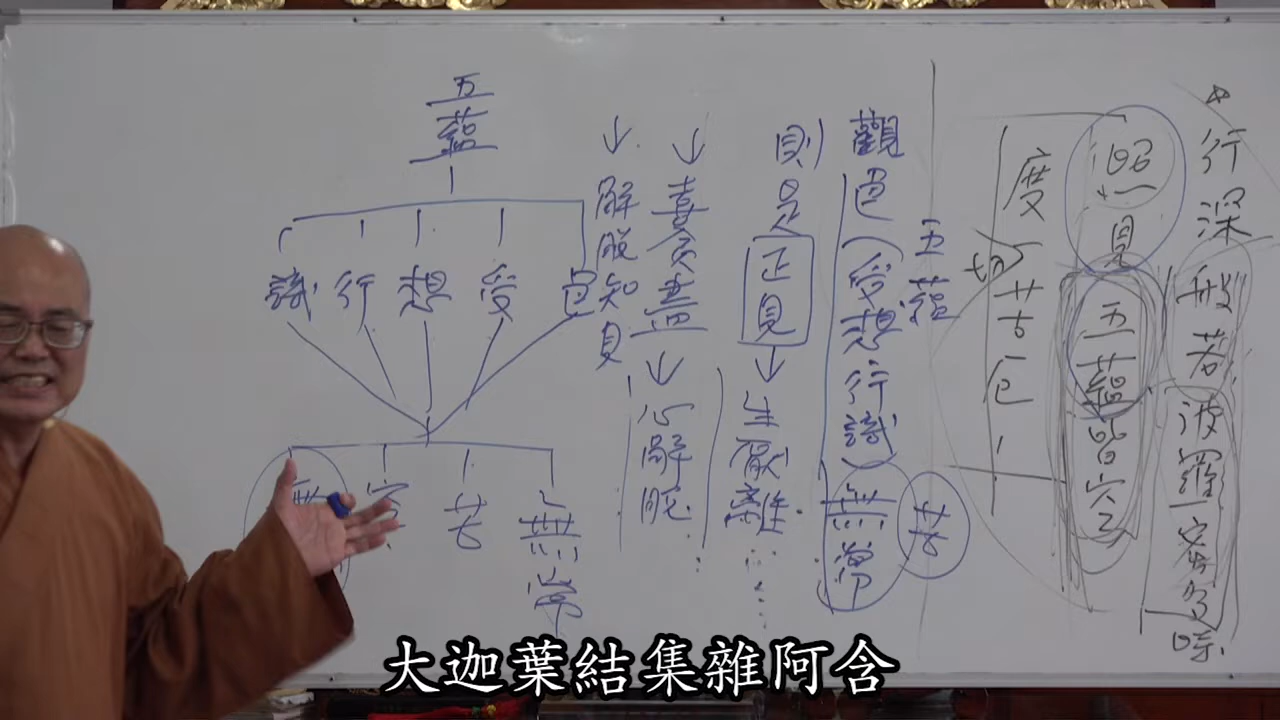 行深般若波羅蜜多時
照見五蘊皆空
度一切苦厄
五蘊
觀色(受想行識)無常
苦
則是正見→生厭離……
→喜貪盡→心解脫
→解脫知見
五蘊
色 受 想 行 識
無常 苦 空
大迦葉結集雜阿含